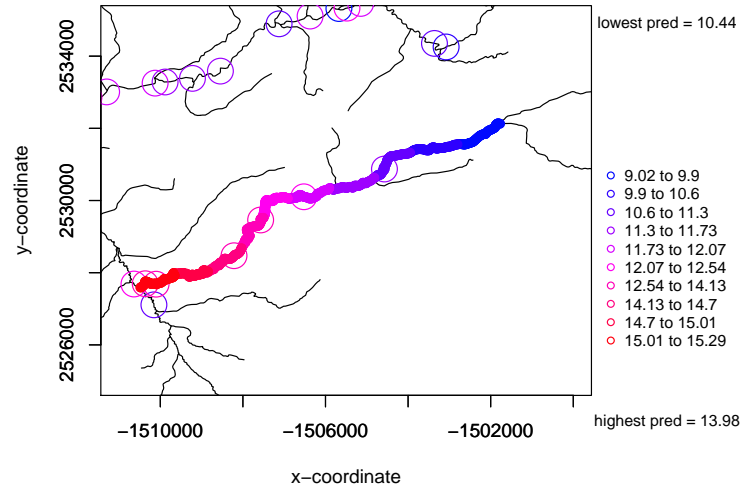 lowest pred = 10.44
2534000
2530000
2526000
y−coordinate
9.02 to 9.9
9.9 to 10.6
10.6 to 11.3
11.3 to 11.73
11.73 to 12.07
12.07 to 12.54
12.54 to 14.13
14.13 to 14.7
14.7 to 15.01
15.01 to 15.29
highest pred = 13.98
−1510000
−1506000
−1502000
x−coordinate